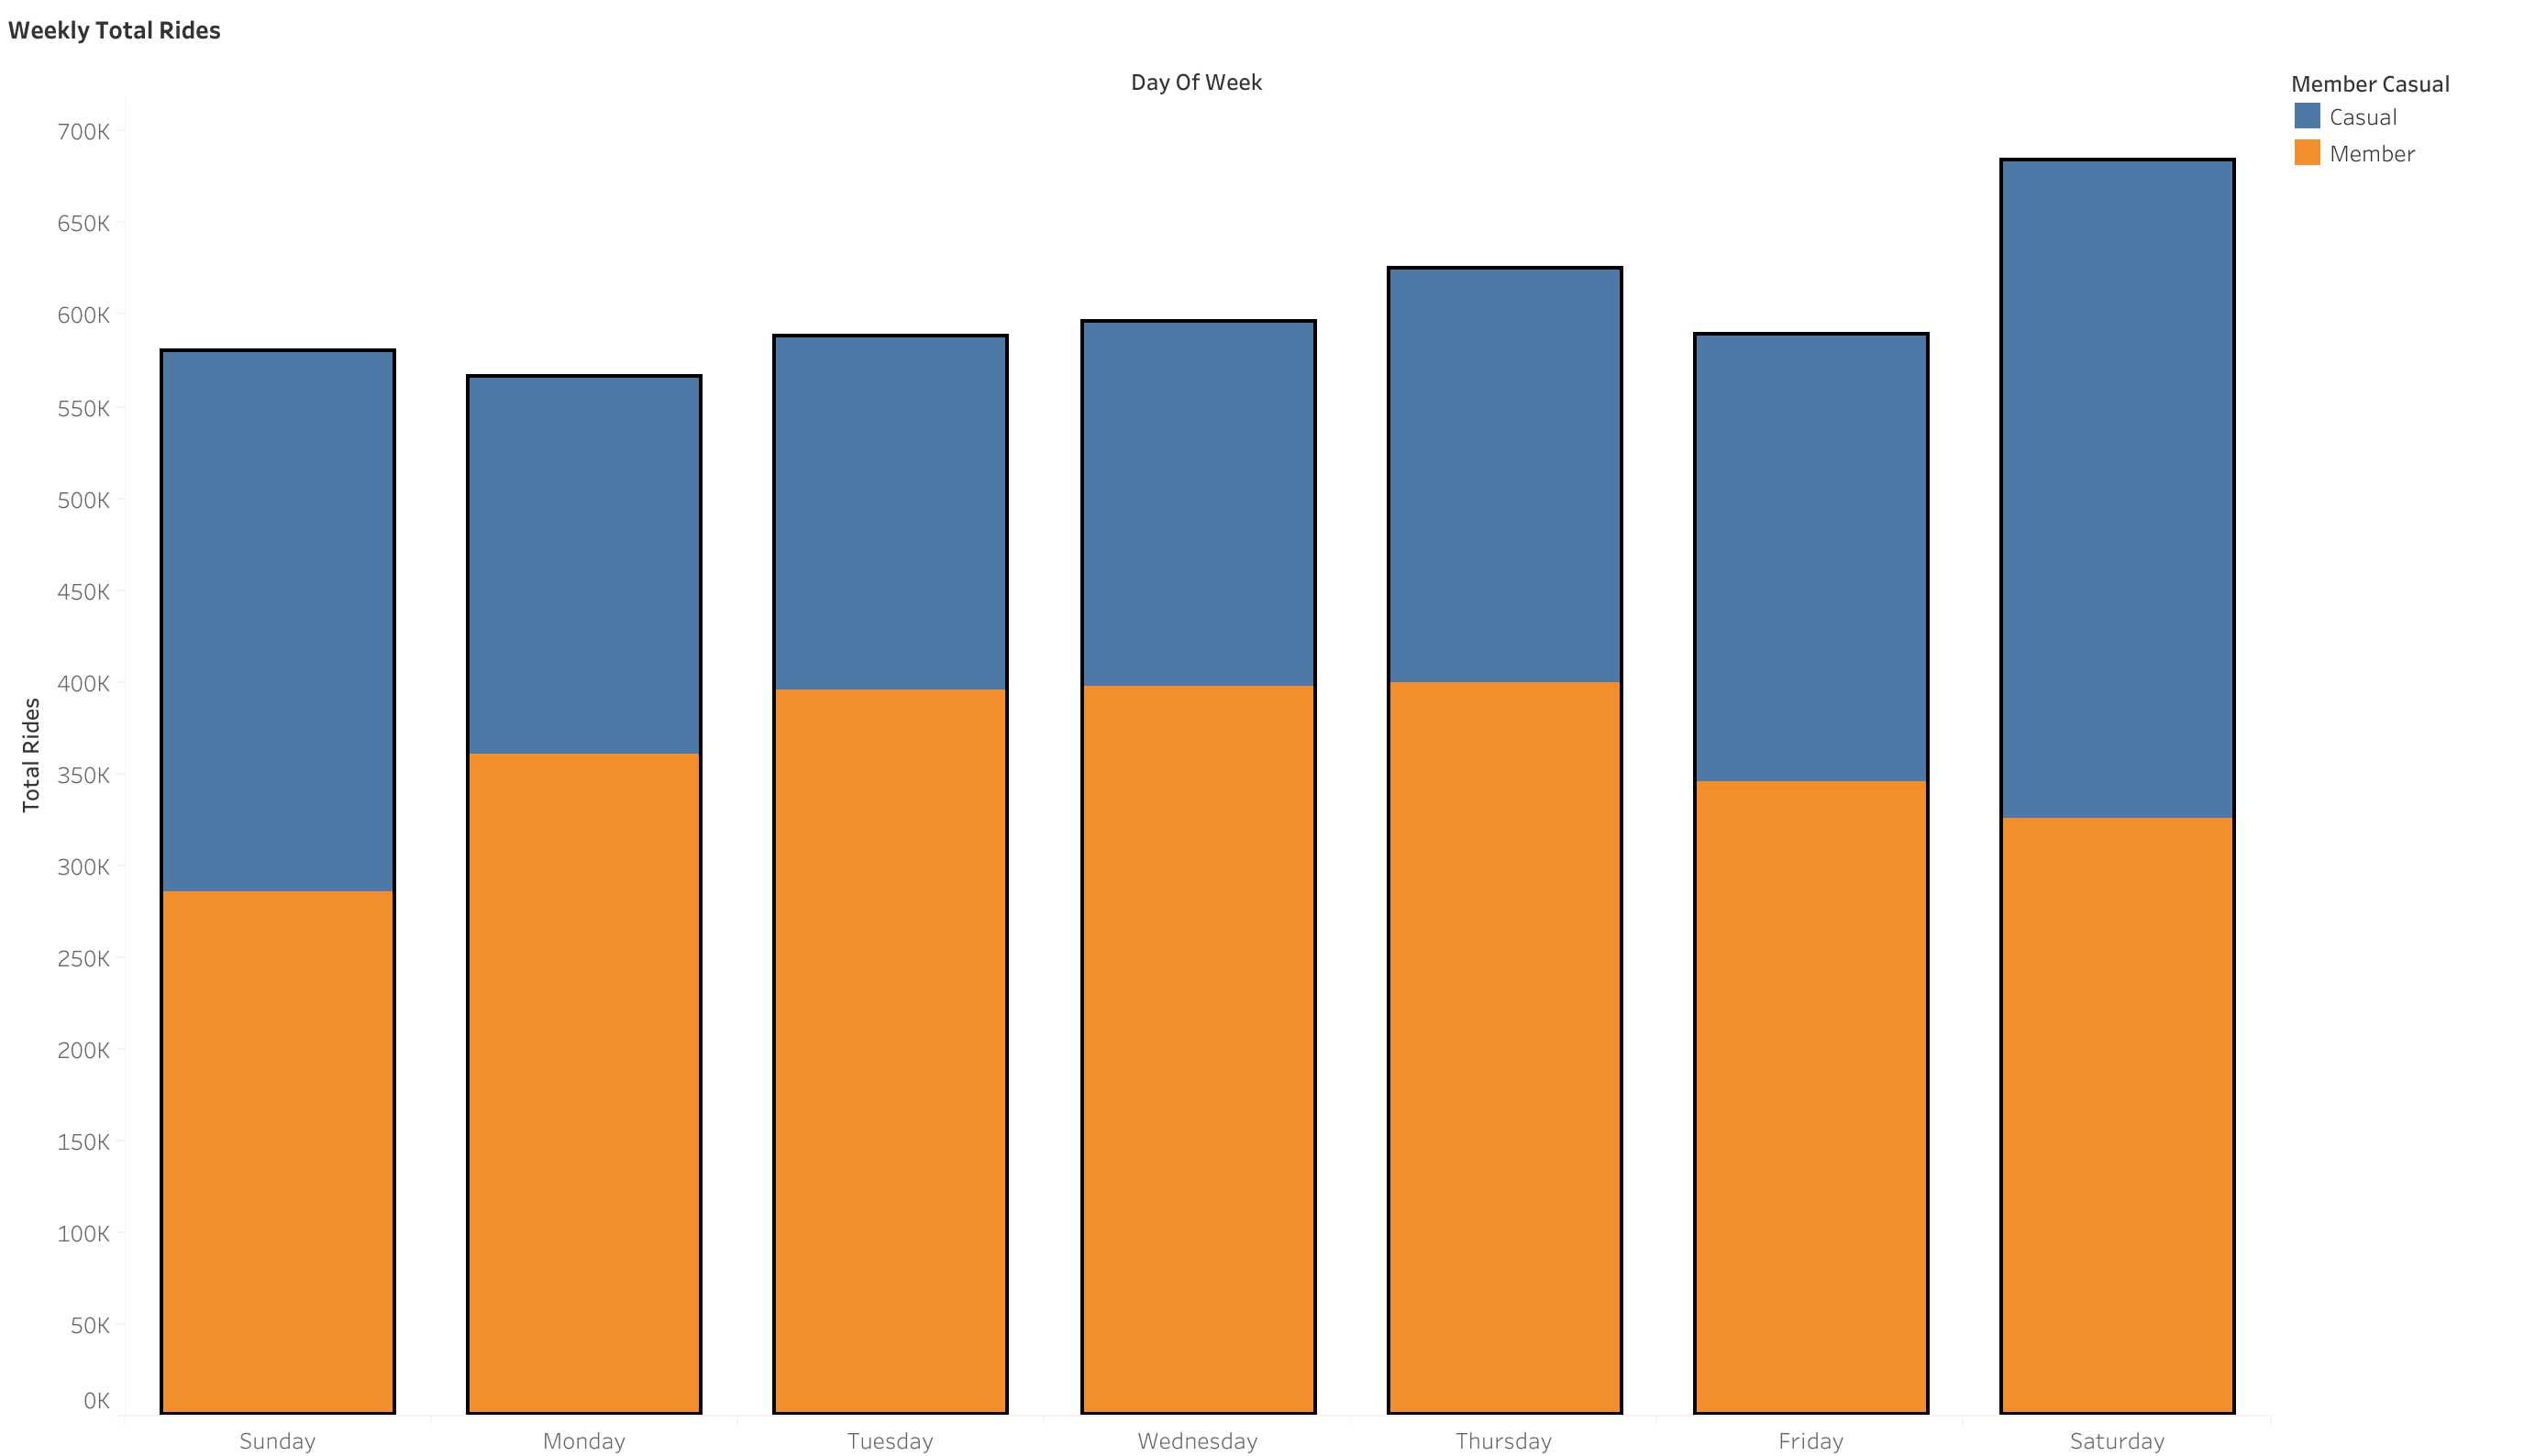 Weekly Total Rides
Day Of Week
Member Casual
Casual
Member
Total Rides
700K
650K
600K
550K
500K
450K
400K
350K
300K
250K
200K
150K
100K
50K
0K
Sunday Monday Tuesday Wednesday Thursday Friday Saturday